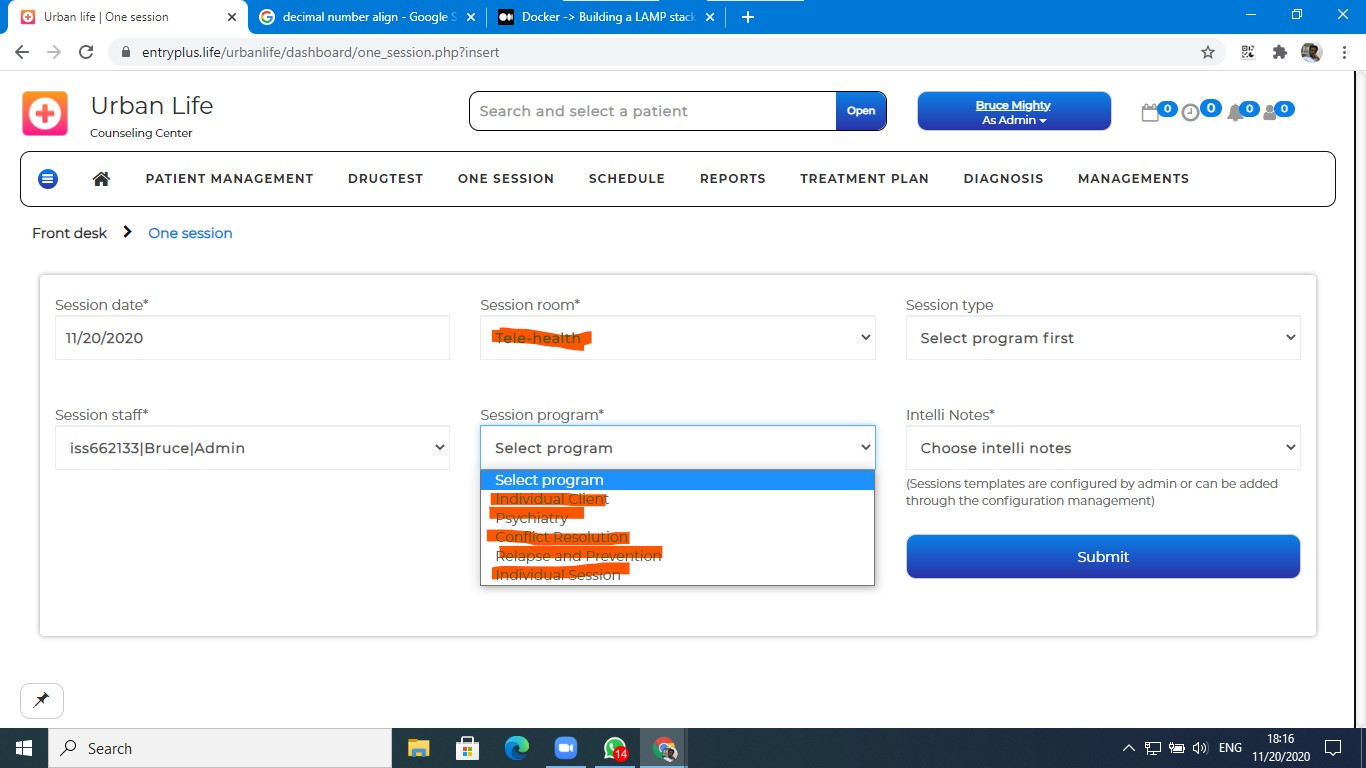 Urban life | One session
decimal number align - Google S
Docker -> Building a LAMP stack
entryplus.life/urbanlife/dashboard/one_session.php?insert
Urban Life
Counseling Center
Search and select a patient
Open
Bruce Mighty
As Admin
0 0 0 0
PATIENT MANAGEMENT DRUGTEST ONE SESSION SCHEDULE REPORTS TREATMENT PLAN DIAGNOSIS MANAGEMENTS
Front desk One session
Session date* Session room* Session type
11/20/2020 Tele-health Select program first
Session staff* Session program* Intelli Notes*
iss662133|Bruce|Admin Select program Choose intelli notes
Select program
Individual Client
Psychiatry
Conflict Resolution
Relapse and Prevention
Individual Session
(Sessions templates are configured by admin or can be added
through the configuration management)
Submit
Search
14
ENG
18:16
11/20/2020